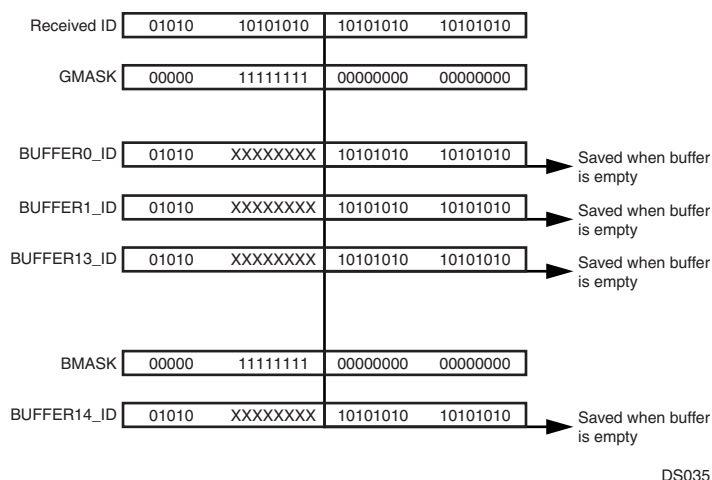 Received ID 01010 10101010 10101010 10101010
GMASK 00000 11111111 00000000 00000000
BUFFER0_ID 01010 XXXXXXXX 10101010 10101010 Saved when buffer
is empty
BUFFER1_ID 01010 XXXXXXXX 10101010 10101010 Saved when buffer
is empty
BUFFER13_ID 01010 XXXXXXXX 10101010 10101010 Saved when buffer
is empty
BMASK 00000 11111111 00000000 00000000
BUFFER14_ID 01010 XXXXXXXX 10101010 10101010 Saved when buffer
is empty
DS035